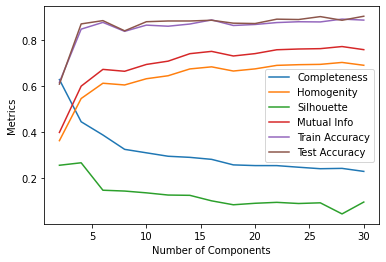 Metrics
0.8
0.6
0.4
0.2
Completeness
Homogenity
Silhouette
Mutual Info
Train Accuracy
Test Accuracy
5 10 15 20 25 30
Number of Components